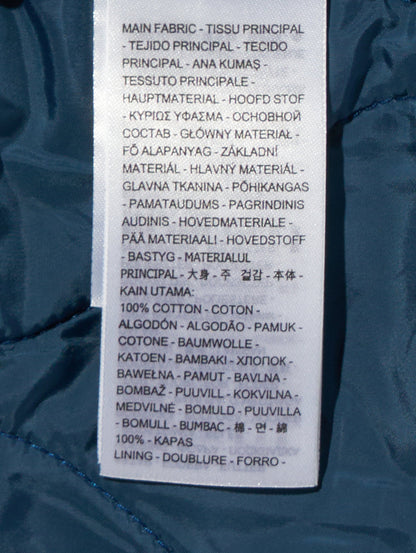 MAIN FABRIC - TISSU PRINCIPAL
- TEJIDO PRINCIPAL - TECIDO
PRINCIPAL - ANA KUMAŞ -
TESSUTO PRINCIPALE -
HAUPTMATERIAL - HOOFD STOF
- ΚΥΡΙΩΣ ΥΦΑΣΜΑ - ОСНОВНОЙ
СОСТАВ - GŁÓWNY MATERIAŁ -
FŐ ALAPANYAG - ZÁKLADNÍ
MATERIÁL - HLAVNÝ MATERIÁL -
GLAVNA TKANINA - PÕHIKANGAS
- PAMATAUDUMS - PAGRINDINIS
AUDINIS - HOVEDMATERIALE -
PÄÄ MATERIAALI - HOVEDSTOFF
- BASTYG - MATERIALUL
PRINCIPAL - 大身 - 주 겉감 - 本体 -
KAIN UTAMA:
100% COTTON - COTON -
ALGODÓN - ALGODÃO - PAMUK -
COTONE - BAUMWOLLE -
KATOEN - ΒΑΜΒΑΚΙ - ХЛОПОК -
BAWEŁNA - PAMUT - BAVLNA -
BOMBAŽ - PUUVILL - KOKVILNA -
MEDVILNĖ - BOMULD - PUUVILLA
- BOMULL - BUMBAC - 棉 - 면 - 綿
100% - KAPAS
LINING - DOUBLURE - FORRO -